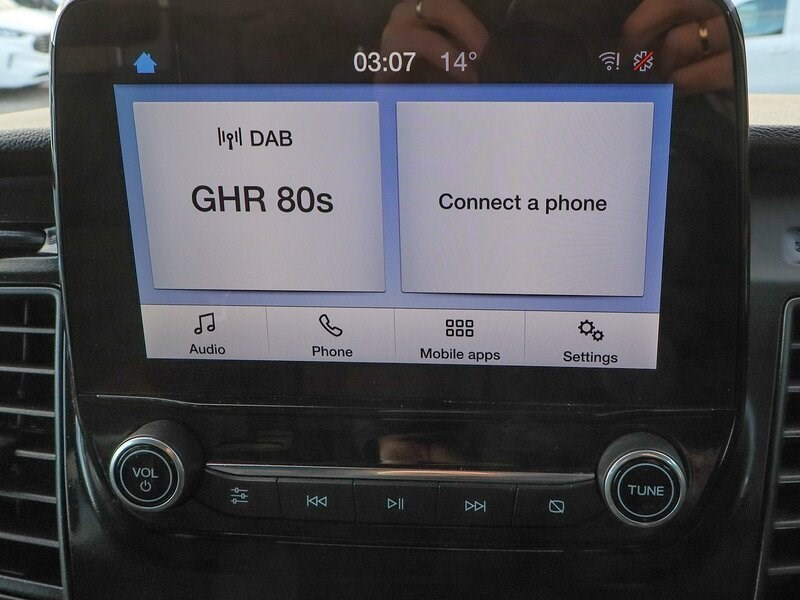 03:07 14°
DAB
GHR 80s
Connect a phone
Audio
Phone
Mobile apps
Settings
VOL
TUNE